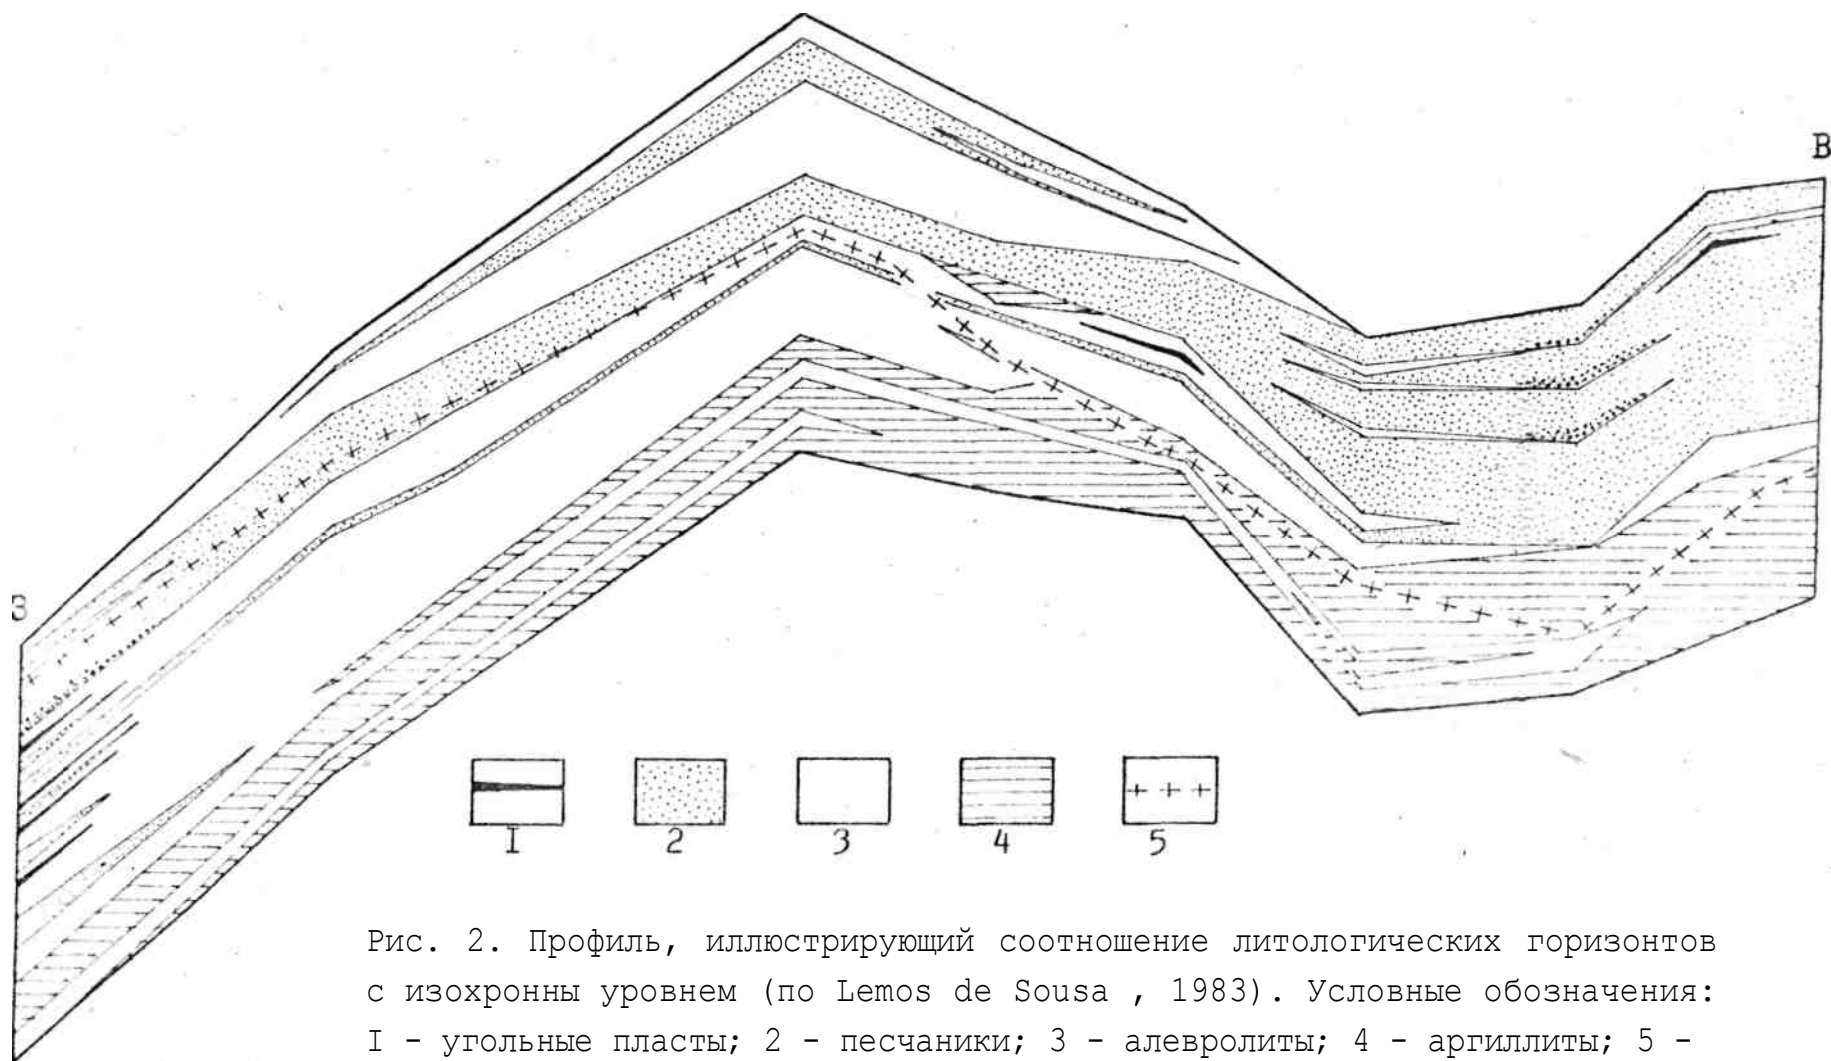 В
З
I 2 3 4 5
Рис. 2. Профиль, иллюстрирующий соотношение литологических горизонтов
с изохронны уровнем (по Lemos de Sousa , 1983). Условные обозначения:
I - угольные пласты; 2 - песчаники; 3 - алевролиты; 4 - аргиллиты; 5 -